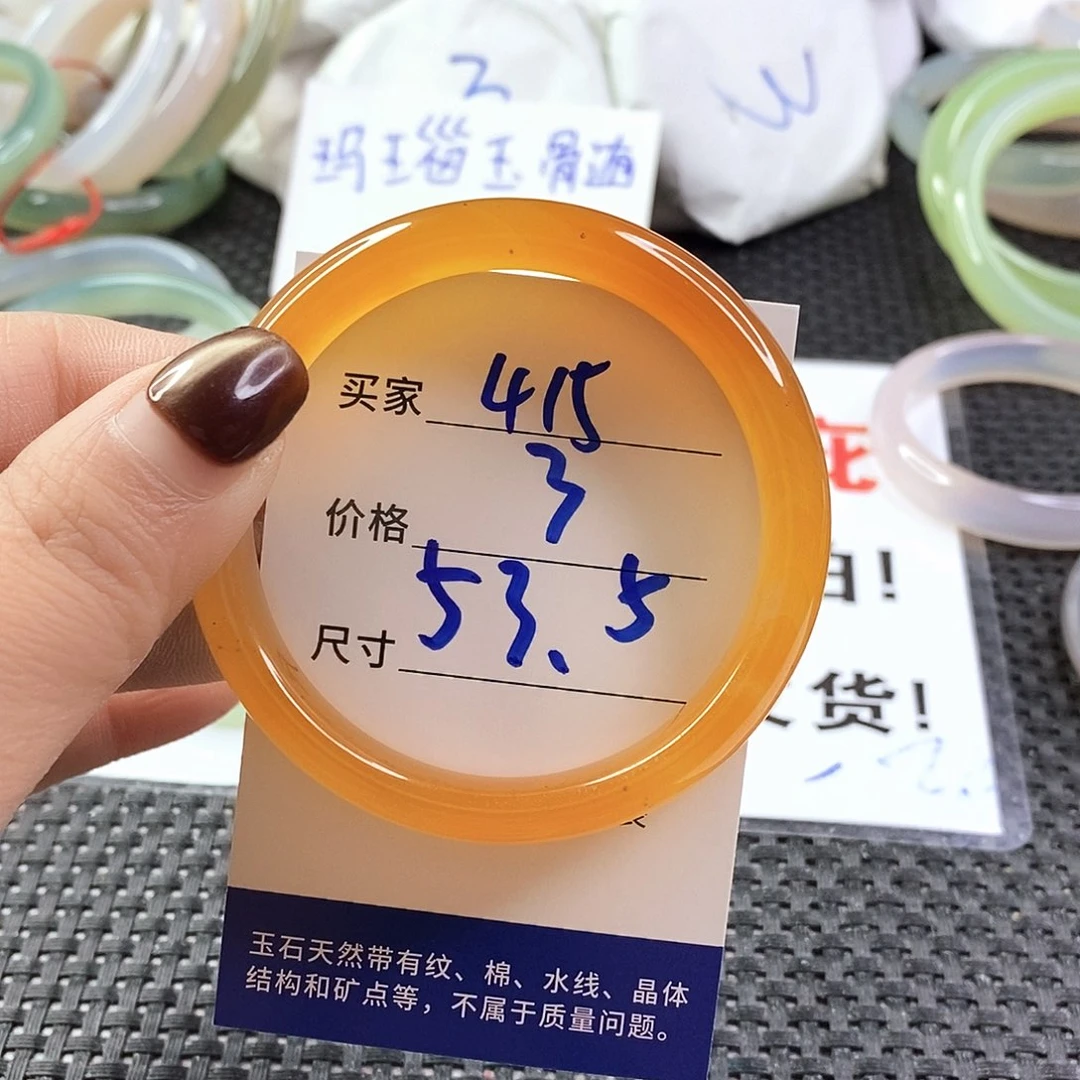 3
W
玛瑙玉骨髓
买家 415
价格 3
尺寸 53.5
玉石天然带有纹、棉、水线、晶体
结构和矿点等，不属于质量问题。
货！